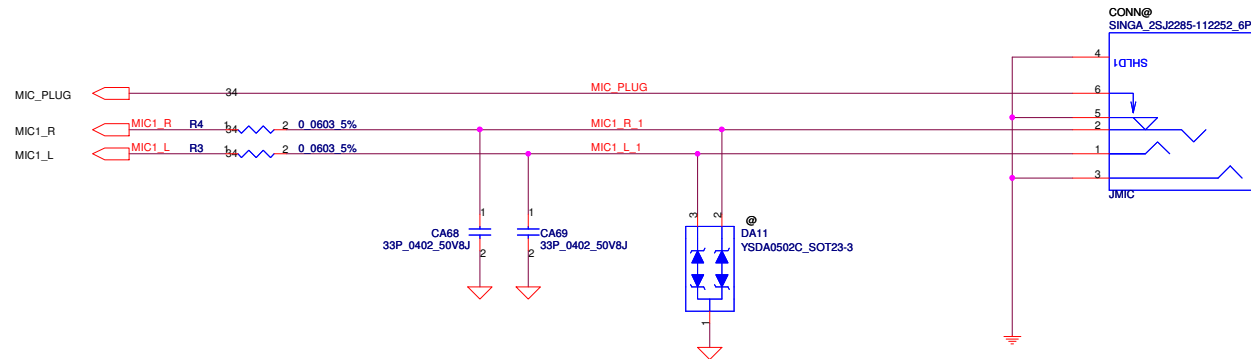 CONN@
SINGA_2SJ2285-112252_6P
4
SHLD1
MIC_PLUG
34
MIC_PLUG
6
5
MIC1_R
MIC1_R
R4
1
34
2
0_0603_5%
MIC1_R_1
2
MIC1_L
MIC1_L
R3
1
34
2
0_0603_5%
MIC1_L_1
1
3
JMIC
1
CA68
33P_0402_50V8J
2
1
CA69
33P_0402_50V8J
2
3
2
@
DA11
YSDA0502C_SOT23-3
1